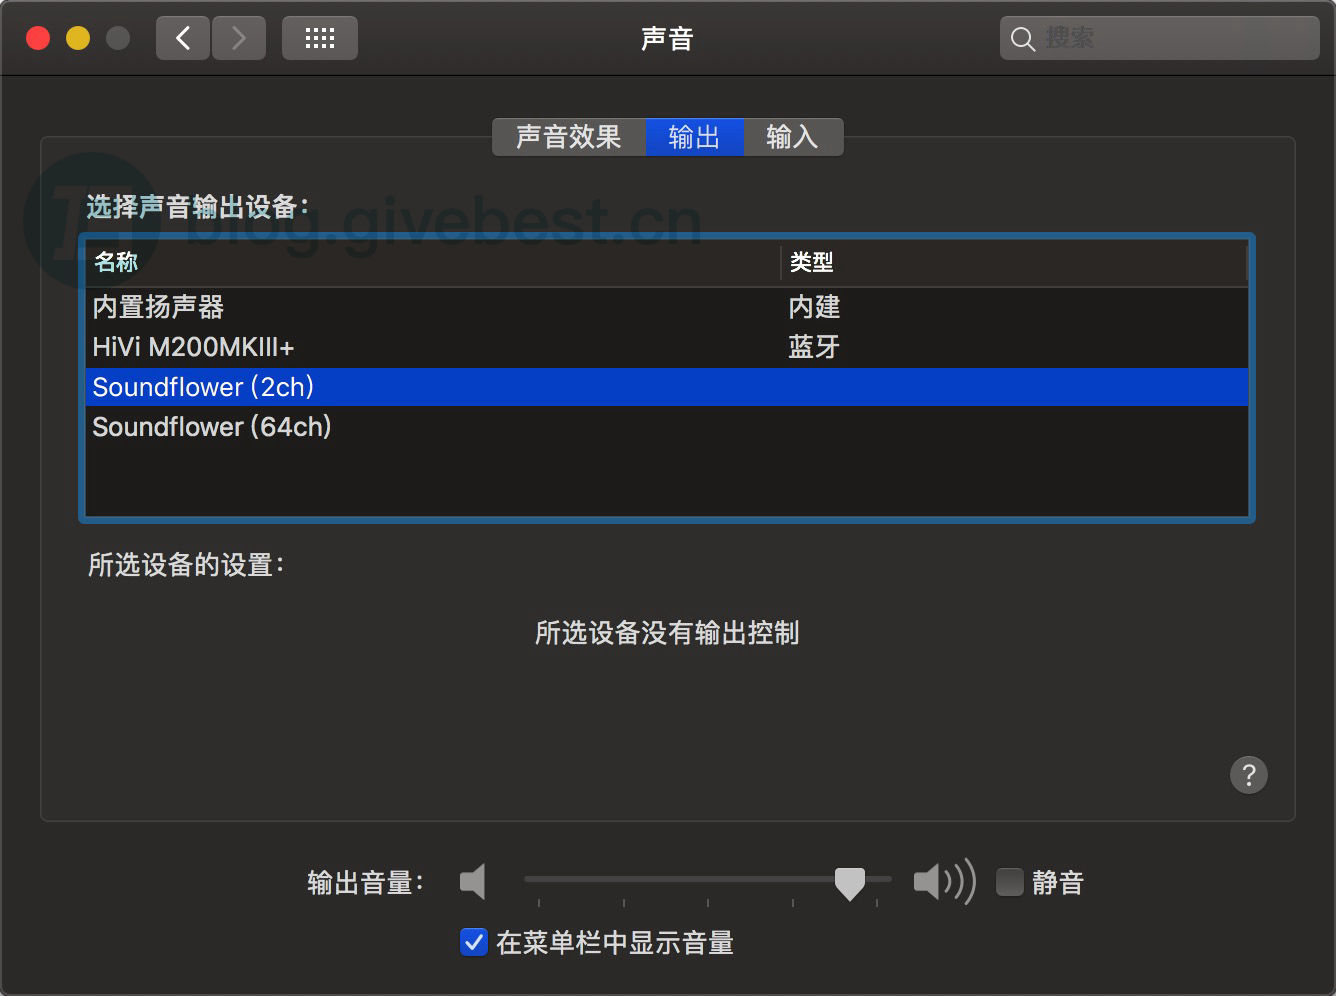 声音
搜索
声音效果 输出 输入
选择声音输出设备：
blog.givebest.cn
名称 类型
内置扬声器 内建
HiVi M200MKIII+ 蓝牙
Soundflower (2ch)
Soundflower (64ch)
所选设备的设置：
所选设备没有输出控制
?
输出音量： 静音
在菜单栏中显示音量